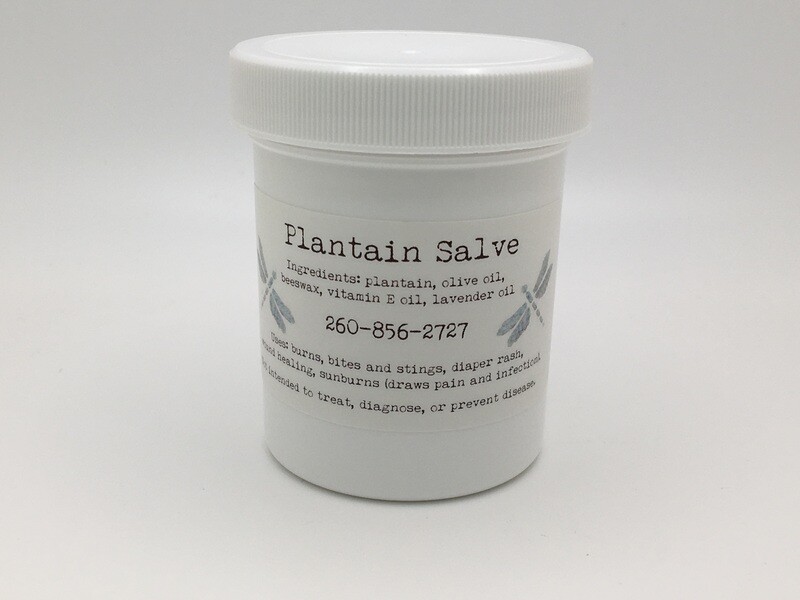 Plantain Salve
Ingredients: plantain, olive oil,
beeswax, vitamin E oil, lavender oil
260-856-2727
Uses: burns, bites and stings, diaper rash,
healing, sunburns (draws pain and infection)
intended to treat, diagnose, or prevent disease.